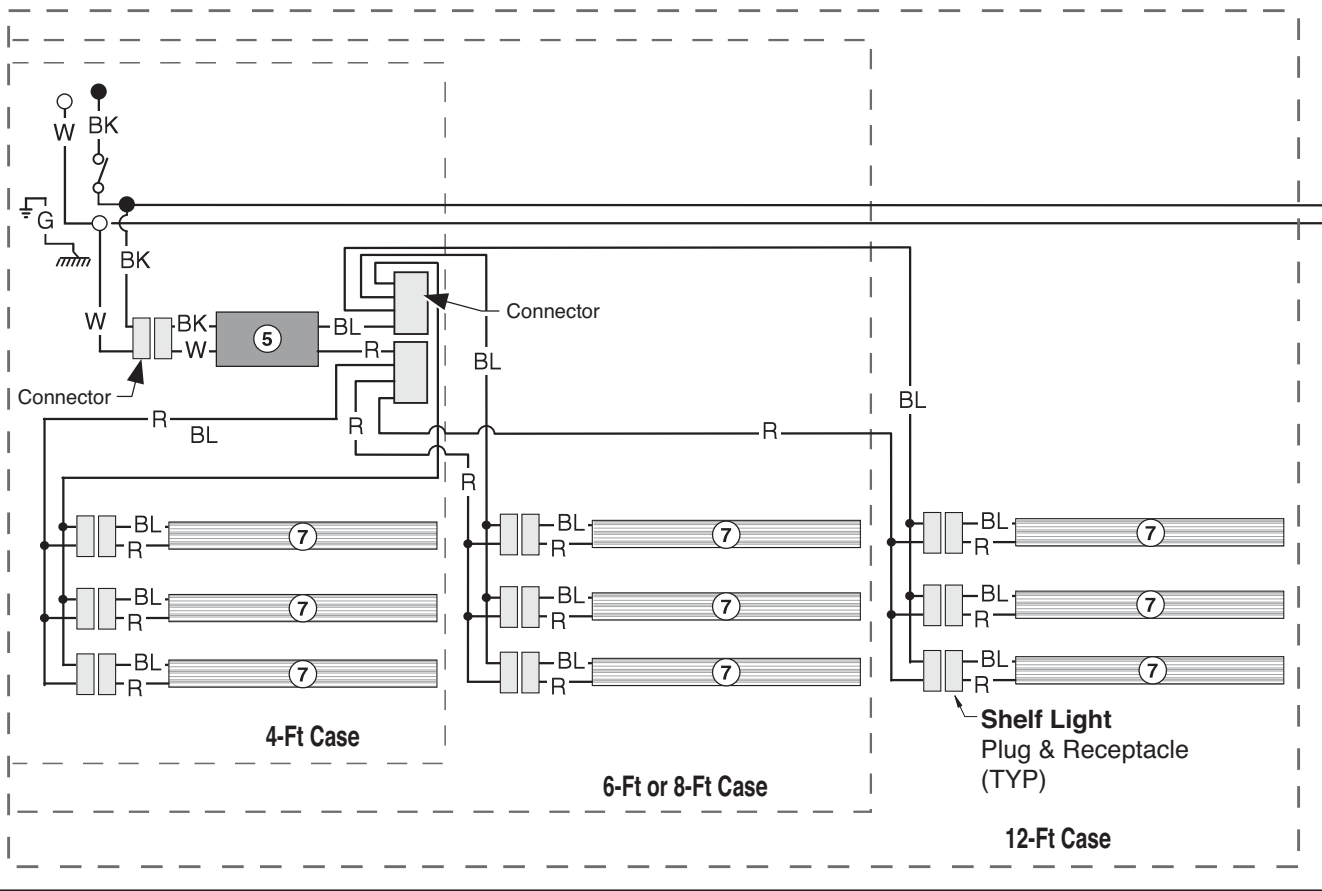 W BK
G
BK
W BK 5 BL
W R
Connector
Connector
BL
BL
R R R
BL
R
BL 7 BL 7 BL 7
R R R
BL 7 BL 7 BL 7
R R R
BL 7 BL 7 BL 7
R R R
4-Ft Case
Shelf Light
Plug & Receptacle
(TYP)
6-Ft or 8-Ft Case
12-Ft Case